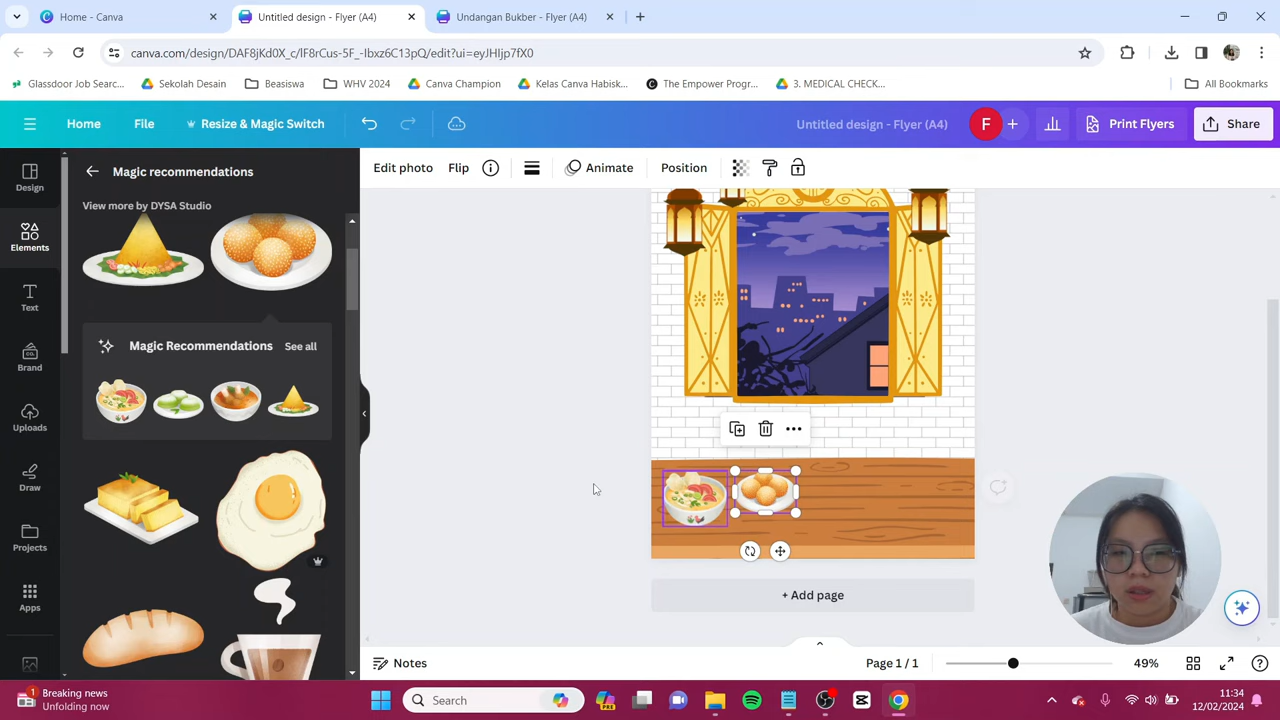 Home - Canva
Untitled design - Flyer (A4)
Undangan Bukber - Flyer (A4)
canva.com/design/DAF8jKd0X_c/lF8rCus-5F_-Ibxz6C13pQ/edit?ui=eyJHIjp7fX0
Glassdoor Job Searc...
Sekolah Desain
Beasiswa
WHV 2024
Canva Champion
Kelas Canva Habisk...
The Empower Progr...
3. MEDICAL CHECK...
All Bookmarks
Home
File
Resize & Magic Switch
Untitled design - Flyer (A4)
F
Print Flyers
Share
Design
Elements
Text
Brand
Uploads
Draw
Projects
Apps
Magic recommendations
View more by DYSA Studio
Magic Recommendations
See all
Edit photo
Flip
Animate
Position
+ Add page
Notes
Page 1 / 1
49%
1
Breaking news
Unfolding now
Search
PRE
11:34
12/02/2024